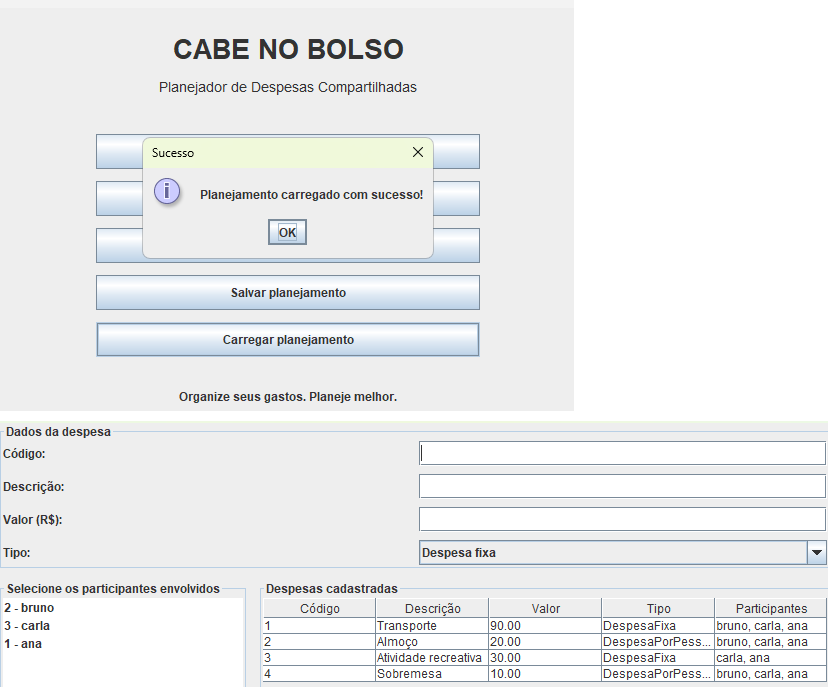 CABE NO BOLSO
Planejador de Despesas Compartilhadas
Sucesso
Planejamento carregado com sucesso!
OK
Salvar planejamento
Carregar planejamento
Organize seus gastos. Planeje melhor.
Dados da despesa
Código:
Descrição:
Valor (R$):
Tipo: Despesa fixa
Selecione os participantes envolvidos
2 - bruno
3 - carla
1 - ana
Despesas cadastradas
Código Descrição Valor Tipo Participantes
1 Transporte 90.00 DespesaFixa bruno, carla, ana
2 Almoço 20.00 DespesaPorPess... bruno, carla, ana
3 Atividade recreativa 30.00 DespesaFixa carla, ana
4 Sobremesa 10.00 DespesaPorPess... bruno, carla, ana